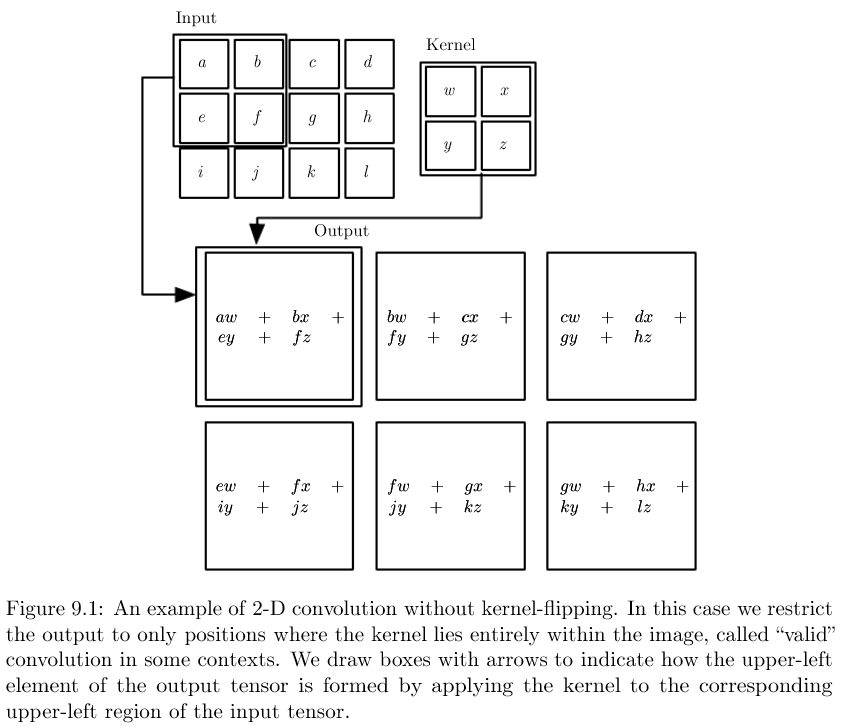 Input
Kernel
a b c d
w x
e f g h
y z
i j k l
Output
aw + bx +
ey + fz
bw + cx +
fy + gz
cw + dx +
gy + hz
ew + fx +
iy + jz
fw + gx +
jy + kz
gw + hx +
ky + lz
Figure 9.1: An example of 2-D convolution without kernel-flipping. In this case we restrict
the output to only positions where the kernel lies entirely within the image, called “valid”
convolution in some contexts. We draw boxes with arrows to indicate how the upper-left
element of the output tensor is formed by applying the kernel to the corresponding
upper-left region of the input tensor.